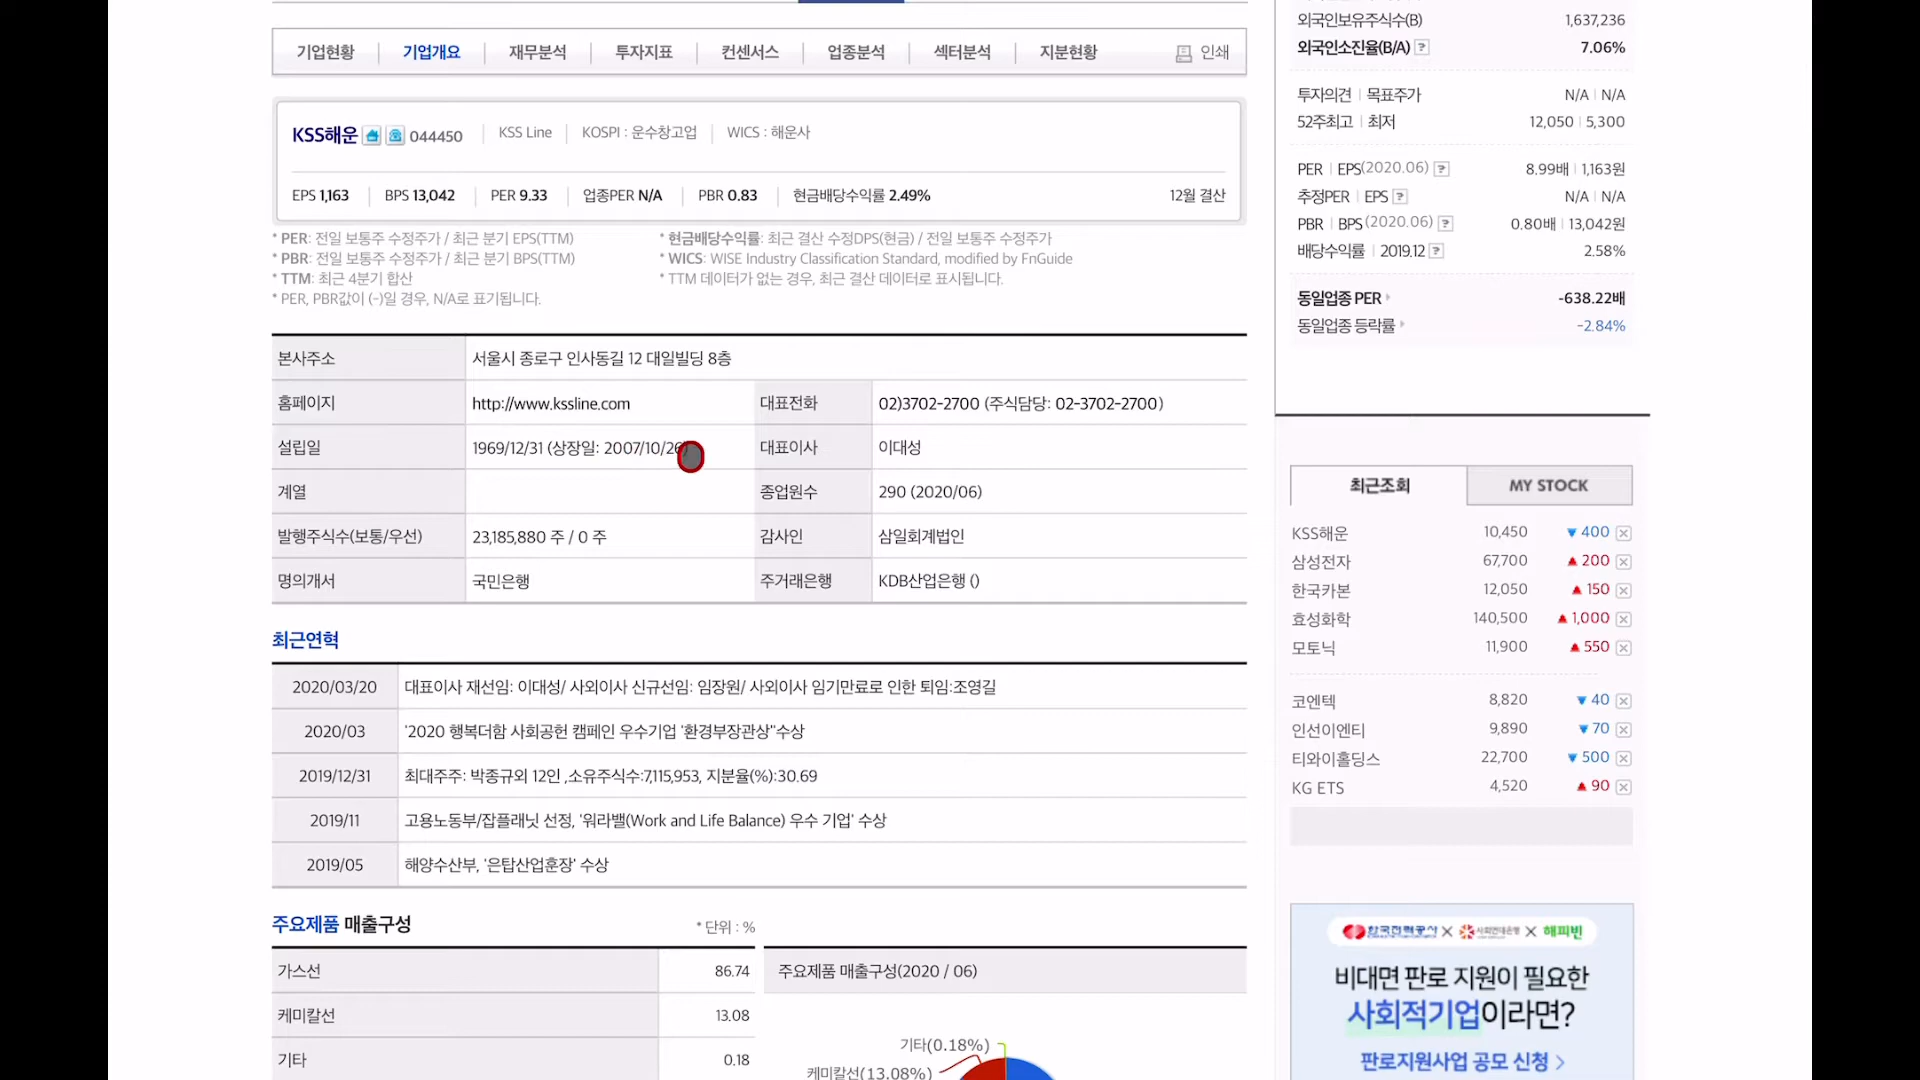 기업현황 기업개요 재무분석 투자지표 컨센서스 업종분석 섹터분석 지분현황 인쇄
KSS해운 044450 KSS Line KOSPI : 운수창고업 WICS : 해운사
EPS 1,163 BPS 13,042 PER 9.33 업종PER N/A PBR 0.83 현금배당수익률 2.49% 12월 결산
* PER: 전일 보통주 수정주가 / 최근 분기 EPS(TTM)
* PBR: 전일 보통주 수정주가 / 최근 분기 BPS(TTM)
* TTM: 최근 4분기 합산
* PER, PBR값이 (-)일 경우, N/A로 표기됩니다.
* 현금배당수익률: 최근 결산 수정DPS(현금) / 전일 보통주 수정주가
* WICS: WISE Industry Classification Standard, modified by FnGuide
* TTM 데이터가 없는 경우, 최근 결산 데이터로 표시됩니다.
본사주소 서울시 종로구 인사동길 12 대일빌딩 8층
홈페이지 http://www.kssline.com 대표전화 02)3702-2700 (주식담당: 02-3702-2700)
설립일 1969/12/31 (상장일: 2007/10/26) 대표이사 이대성
계열 종업원수 290 (2020/06)
발행주식수(보통/우선) 23,185,880 주 / 0 주 감사인 삼일회계법인
명의개서 국민은행 주거래은행 KDB산업은행 ()
최근연혁
2020/03/20 대표이사 재선임: 이대성/ 사외이사 신규선임: 임장원/ 사외이사 임기만료로 인한 퇴임:조영길
2020/03 '2020 행복더함 사회공헌 캠페인 우수기업 '환경부장관상''수상
2019/12/31 최대주주: 박종규외 12인 ,소유주식수:7,115,953, 지분율(%):30.69
2019/11 고용노동부/잡플래닛 선정, '워라밸(Work and Life Balance) 우수 기업' 수상
2019/05 해양수산부, '은탑산업훈장' 수상
주요제품 매출구성 * 단위 : %
가스선 86.74
케미칼선 13.08
기타 0.18
주요제품 매출구성(2020 / 06)
기타(0.18%)
케미칼선(13.08%)
외국인보유주식수(B) 1,637,236
외국인소진율(B/A) ? 7.06%
투자의견 | 목표주가 N/A | N/A
52주최고 | 최저 12,050 | 5,300
PER | EPS(2020.06) ? 8.99배 | 1,163원
추정PER | EPS ? N/A | N/A
PBR | BPS (2020.06) ? 0.80배 | 13,042원
배당수익률 | 2019.12 ? 2.58%
동일업종 PER -638.22배
동일업종 등락률 -2.84%
최근조회 MY STOCK
KSS해운 10,450 ▼ 400
삼성전자 67,700 ▲ 200
한국카본 12,050 ▲ 150
효성화학 140,500 ▲ 1,000
모토닉 11,900 ▲ 550
코엔텍 8,820 ▼ 40
인선이엔티 9,890 ▼ 70
티와이홀딩스 22,700 ▼ 500
KG ETS 4,520 ▲ 90
한국전력공사 X 사회연대은행 X 해피빈
비대면 판로 지원이 필요한
사회적기업이라면?
판로지원사업 공모 신청 >